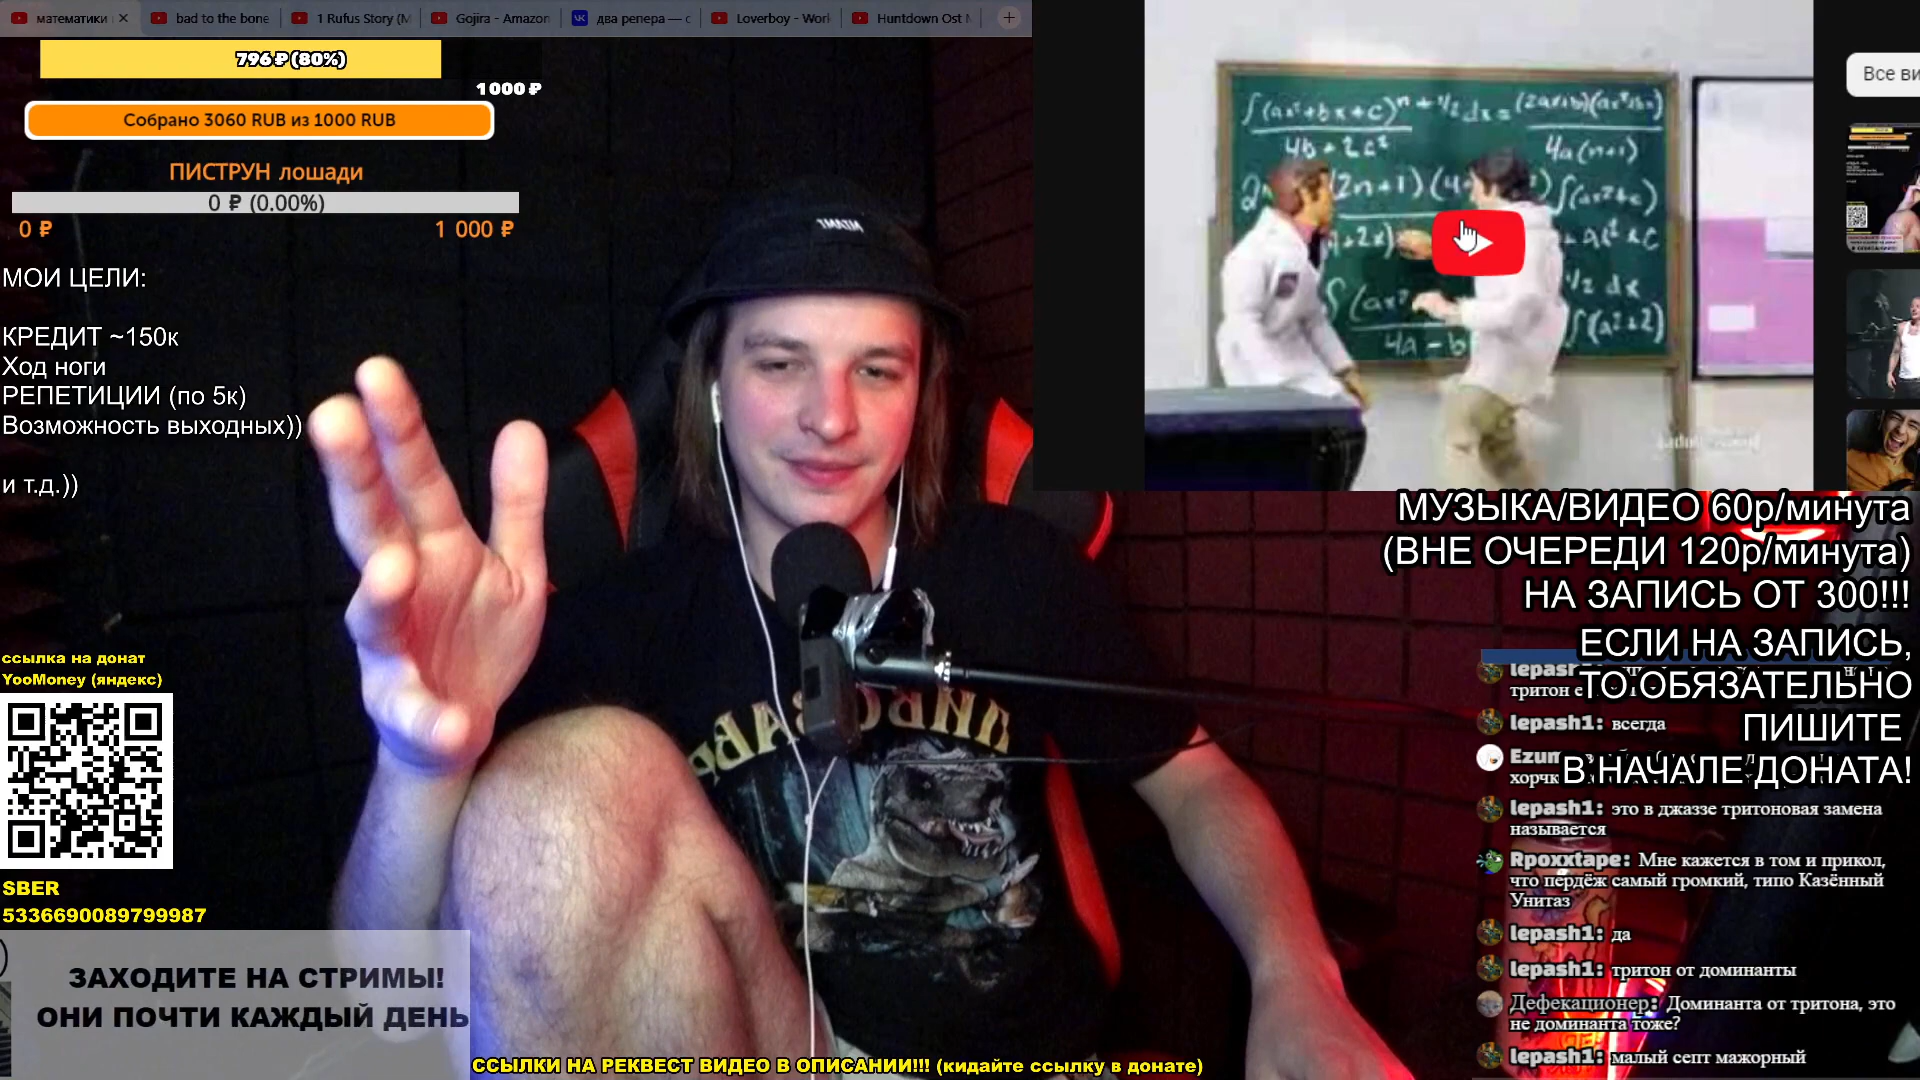 математики
bad to the bone
1 Rufus Story (М
Gojira - Amazon
два репера — с
Loverboy - Worl
Huntdown Ost
796 ₽ (80%)
1 000 ₽
Собрано 3060 RUB из 1000 RUB
ПИСТРУН лошади
0 ₽ (0.00%)
0 ₽
1 000 ₽
МОИ ЦЕЛИ:
КРЕДИТ ~150к
Ход ноги
РЕПЕТИЦИИ (по 5к)
Возможность выходных))
и т.д.))
ссылка на донат
YooMoney (яндекс)
SBER
5336690089799987
ЗАХОДИТЕ НА СТРИМЫ!
ОНИ ПОЧТИ КАЖДЫЙ ДЕНЬ
ССЫЛКИ НА РЕКВЕСТ ВИДЕО В ОПИСАНИИ!!! (кидайте ссылку в донате)
MIAMI
Все ви
МУЗЫКА/ВИДЕО 60р/минута
(ВНЕ ОЧЕРЕДИ 120р/минута)
НА ЗАПИСЬ ОТ 300!!!
ЕСЛИ НА ЗАПИСЬ,
ТО ОБЯЗАТЕЛЬНО
ПИШИТЕ
В НАЧАЛЕ ДОНАТА!
lepash1: всегда
lepash1: это в джаззе тритоновая замена
называется
Rpoxxtape: Мне кажется в том и прикол,
что пердёж самый громкий, типо Казённый
Унитаз
lepash1: да
lepash1: тритон от доминанты
Дефекационер: Доминанта от тритона, это
не доминанта тоже?
lepash1: малый септ мажорный